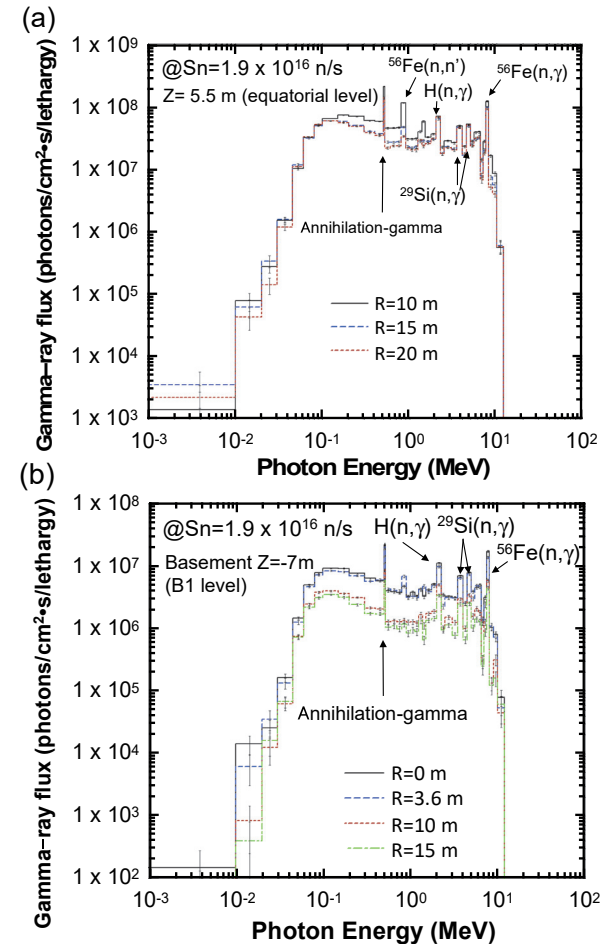 (a)
Gamma-ray flux (photons/cm²•s/lethargy)
1 x 10⁹
1 x 10⁸
1 x 10⁷
1 x 10⁶
1 x 10⁵
1 x 10⁴
1 x 10³
@Sn=1.9 x 10¹⁶ n/s
Z= 5.5 m (equatorial level)
⁵⁶Fe(n,n’)
H(n,γ)
⁵⁶Fe(n,γ)
²⁹Si(n,γ)
Annihilation-gamma
R=10 m
R=15 m
R=20 m
10⁻³ 10⁻² 10⁻¹ 10⁰ 10¹ 10²
Photon Energy (MeV)
(b)
Gamma-ray flux (photons/cm²•s/lethargy)
1 x 10⁸
1 x 10⁷
1 x 10⁶
1 x 10⁵
1 x 10⁴
1 x 10³
1 x 10²
@Sn=1.9 x 10¹⁶ n/s
Basement Z=-7m
(B1 level)
H(n,γ) ²⁹Si(n,γ)
⁵⁶Fe(n,γ)
Annihilation-gamma
R=0 m
R=3.6 m
R=10 m
R=15 m
10⁻³ 10⁻² 10⁻¹ 10⁰ 10¹ 10²
Photon Energy (MeV)